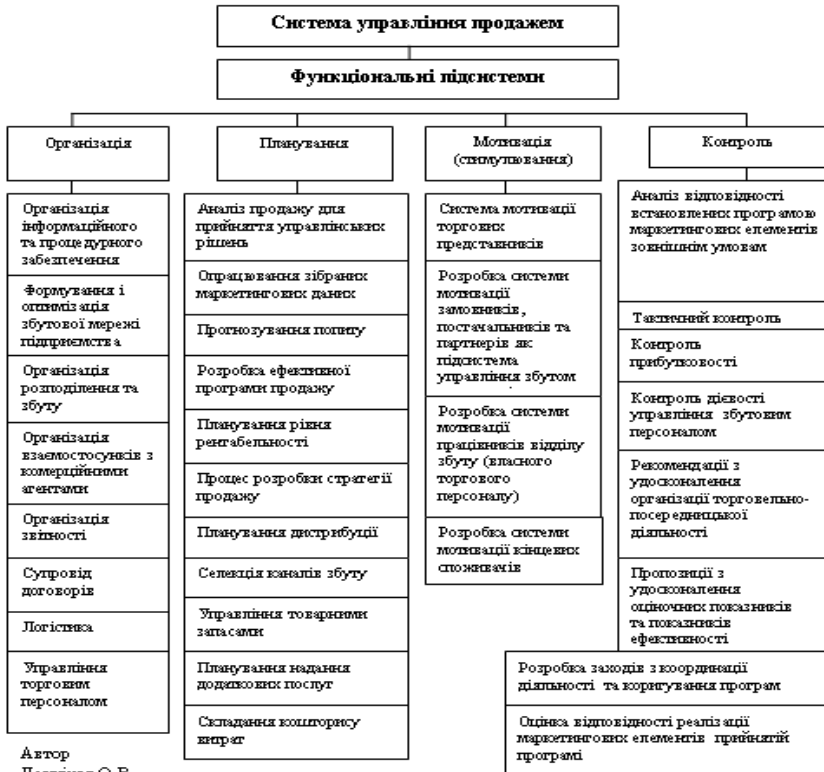 Система управління продажем
Функціональні підсистеми
Організація
Організація
інформаційного
та процедурного
забезпечення
Формування і
оптимізація
збутової мережі
підприємства
Організація
розподілення та
збуту
Організація
взаємостосунків з
комерційними
агентами
Організація
звітності
Супровід
договорів
Логістика
Управління
торговим
персоналом
Планування
Аналіз продажу для
прийняття управлінських
рішень
Опрацювання зібраних
маркетингових даних
Прогнозування попиту
Розробка ефективної
програми продажу
Планування рівня
рентабельності
Процес розробки стратегії
продажу
Планування дистрибуції
Селекція каналів збуту
Управління товарними
запасами
Планування надання
додаткових послуг
Складання кошторису
витрат
Мотивація
(стимулювання)
Система мотивації
торгових
представників
Розробка системи
мотивації
замовників,
постачальників та
партнерів як
підсистема
управління збутом
Розробка системи
мотивації
працівників відділу
збуту (власного
торгового
персоналу)
Розробка системи
мотивації кінцевих
споживачів
Контроль
Аналіз відповідності
встановлених програмою
маркетингових елементів
зовнішнім умовам
Тактичний контроль
Контроль
прибутковості
Контроль дієвості
управління збутовим
персоналом
Рекомендації з
удосконалення
організації торговельно-
посередницької
діяльності
Пропозиції з
удосконалення
оціночних показників
та показників
ефективності
Розробка заходів з координації
діяльності та коригування програм
Оцінка відповідності реалізації
маркетингових елементів прийнятій
програмі
Автор